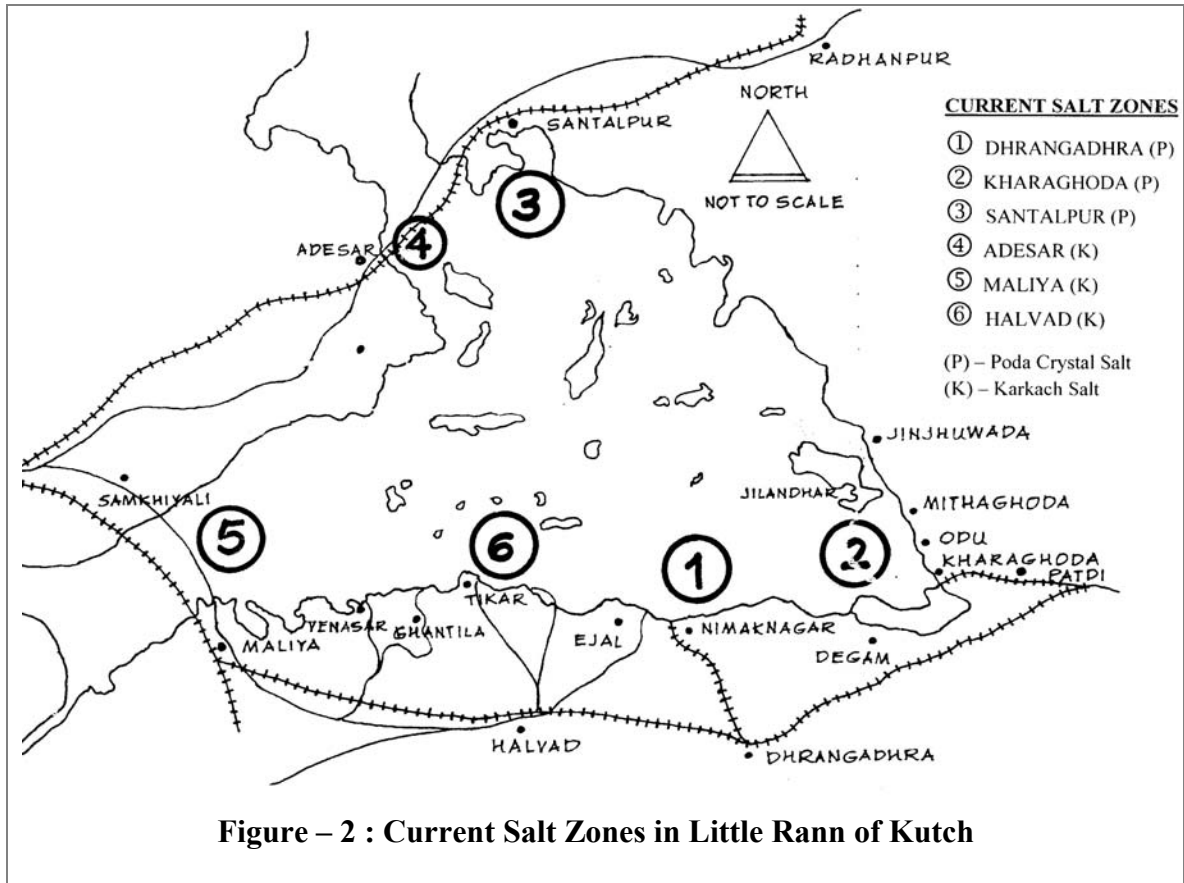 RADHANPUR
NORTH
SANTALPUR
NOT TO SCALE
CURRENT SALT ZONES
① DHRANGADHRA (P)
② KHARAGHODA (P)
③ SANTALPUR (P)
④ ADESAR (K)
⑤ MALIYA (K)
⑥ HALVAD (K)
(P) – Poda Crystal Salt
(K) – Karkach Salt
3
4
ADESAR
JINJHUWADA
SAMKHIYALI
JILANDHAR
MITHAGHODA
5
6
1
2
ODU
KHARAGHODA
PATDI
TIKAR
VENASAR
GHANTILA
EJAL
NIMAKNAGAR
MALIYA
DEGAM
HALVAD
DHRANGADHRA
Figure – 2 : Current Salt Zones in Little Rann of Kutch